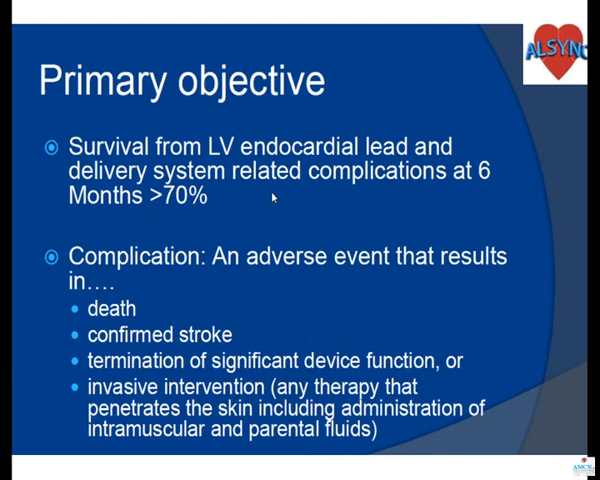 ALSYNC
Primary objective
Survival from LV endocardial lead and
delivery system related complications at 6
Months >70%
Complication: An adverse event that results
in….
death
confirmed stroke
termination of significant device function, or
invasive intervention (any therapy that
penetrates the skin including administration of
intramuscular and parental fluids)
AMCV